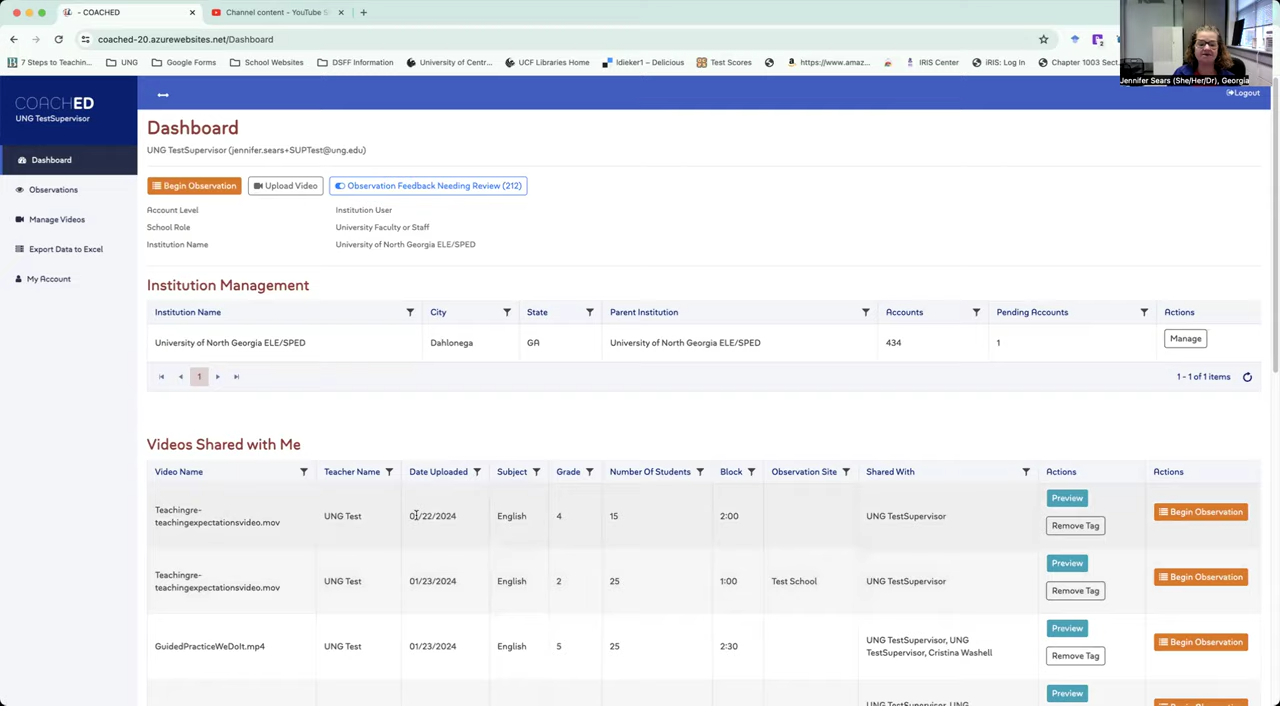 - COACHED
Channel content - YouTube S
coached-20.azurewebsites.net/Dashboard
7 Steps to Teachin...
UNG
Google Forms
School Websites
DSFF Information
University of Centr...
UCF Libraries Home
ldieker1 – Delicious
Test Scores
https://www.amaz...
IRIS Center
iRIS: Log In
Chapter 1003 Sect...
Jennifer Sears (She/Her/Dr), Georgia
COACHED
UNG TestSupervisor
Logout
Dashboard
Observations
Manage Videos
Export Data to Excel
My Account
Dashboard
UNG TestSupervisor (jennifer.sears+SUPTest@ung.edu)
Begin Observation Upload Video Observation Feedback Needing Review (212)
Account Level Institution User
School Role University Faculty or Staff
Institution Name University of North Georgia ELE/SPED
Institution Management
Institution Name City State Parent Institution Accounts Pending Accounts Actions
University of North Georgia ELE/SPED Dahlonega GA University of North Georgia ELE/SPED 434 1 Manage
1 1 - 1 of 1 items
Videos Shared with Me
Video Name Teacher Name Date Uploaded Subject Grade Number Of Students Block Observation Site Shared With Actions Actions
Teachingre-
teachingexpectationsvideo.mov
UNG Test 01/22/2024 English 4 15 2:00 UNG TestSupervisor Preview
Remove Tag
Begin Observation
Teachingre-
teachingexpectationsvideo.mov
UNG Test 01/23/2024 English 2 25 1:00 Test School UNG TestSupervisor Preview
Remove Tag
Begin Observation
GuidedPracticeWeDoIt.mp4 UNG Test 01/23/2024 English 5 25 2:30 UNG TestSupervisor, UNG
TestSupervisor, Cristina Washell
Preview
Remove Tag
Begin Observation
UNG TestSupervisor, UNG
Preview
Begin Observation